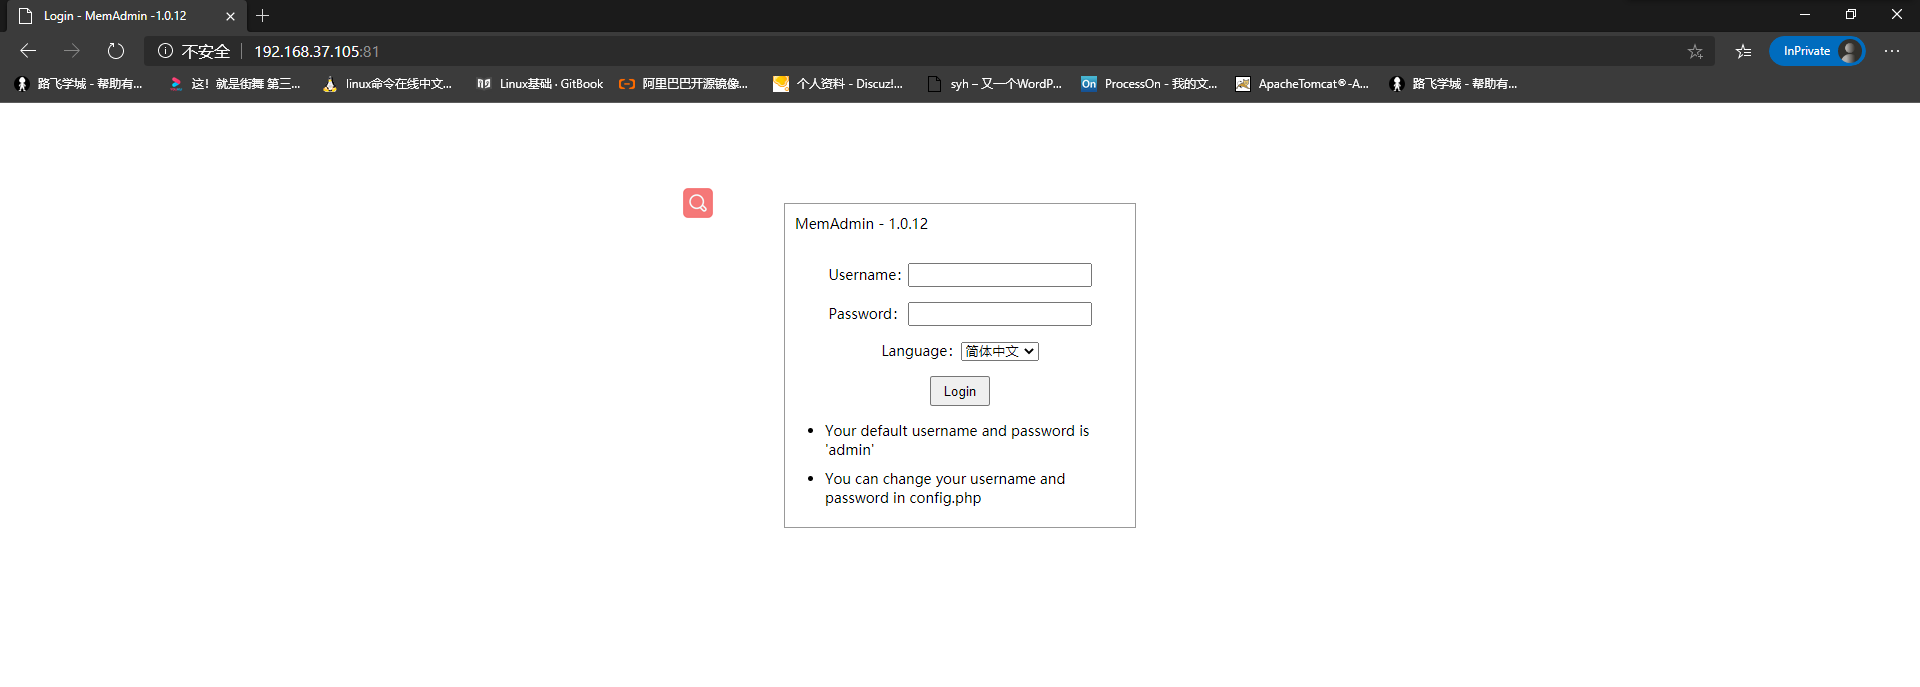 Login - MemAdmin -1.0.12
不安全
192.168.37.105:81
InPrivate
路飞学城 - 帮助有...
这！就是街舞 第三...
linux命令在线中文...
Linux基础 · GitBook
阿里巴巴开源镜像...
个人资料 - Discuz!...
syh – 又一个WordP...
On
ProcessOn - 我的文...
ApacheTomcat®-A...
路飞学城 - 帮助有...
MemAdmin - 1.0.12
Username：
Password：
Language：
简体中文
Login
Your default username and password is
'admin'
You can change your username and
password in config.php